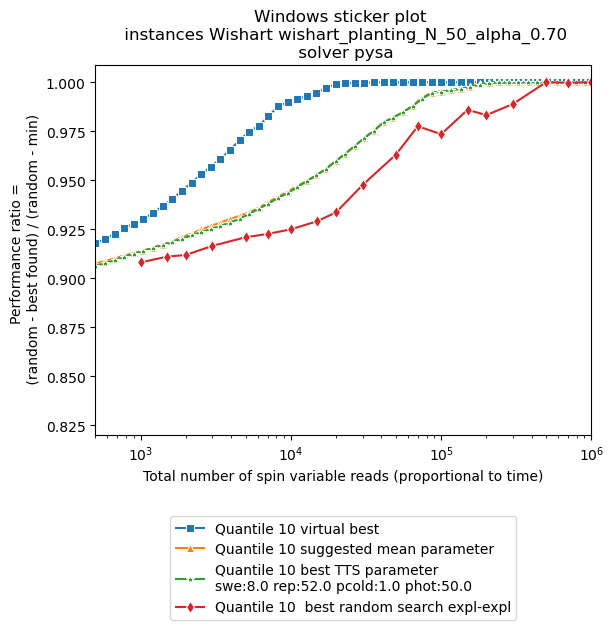 Windows sticker plot
instances Wishart wishart_planting_N_50_alpha_0.70
solver pysa
Performance ratio =
(random - best found) / (random - min)
1.000
0.975
0.950
0.925
0.900
0.875
0.850
0.825
10³ 10⁴ 10⁵ 10⁶
Total number of spin variable reads (proportional to time)
Quantile 10 virtual best
Quantile 10 suggested mean parameter
Quantile 10 best TTS parameter
swe:8.0 rep:52.0 pcold:1.0 phot:50.0
Quantile 10  best random search expl-expl